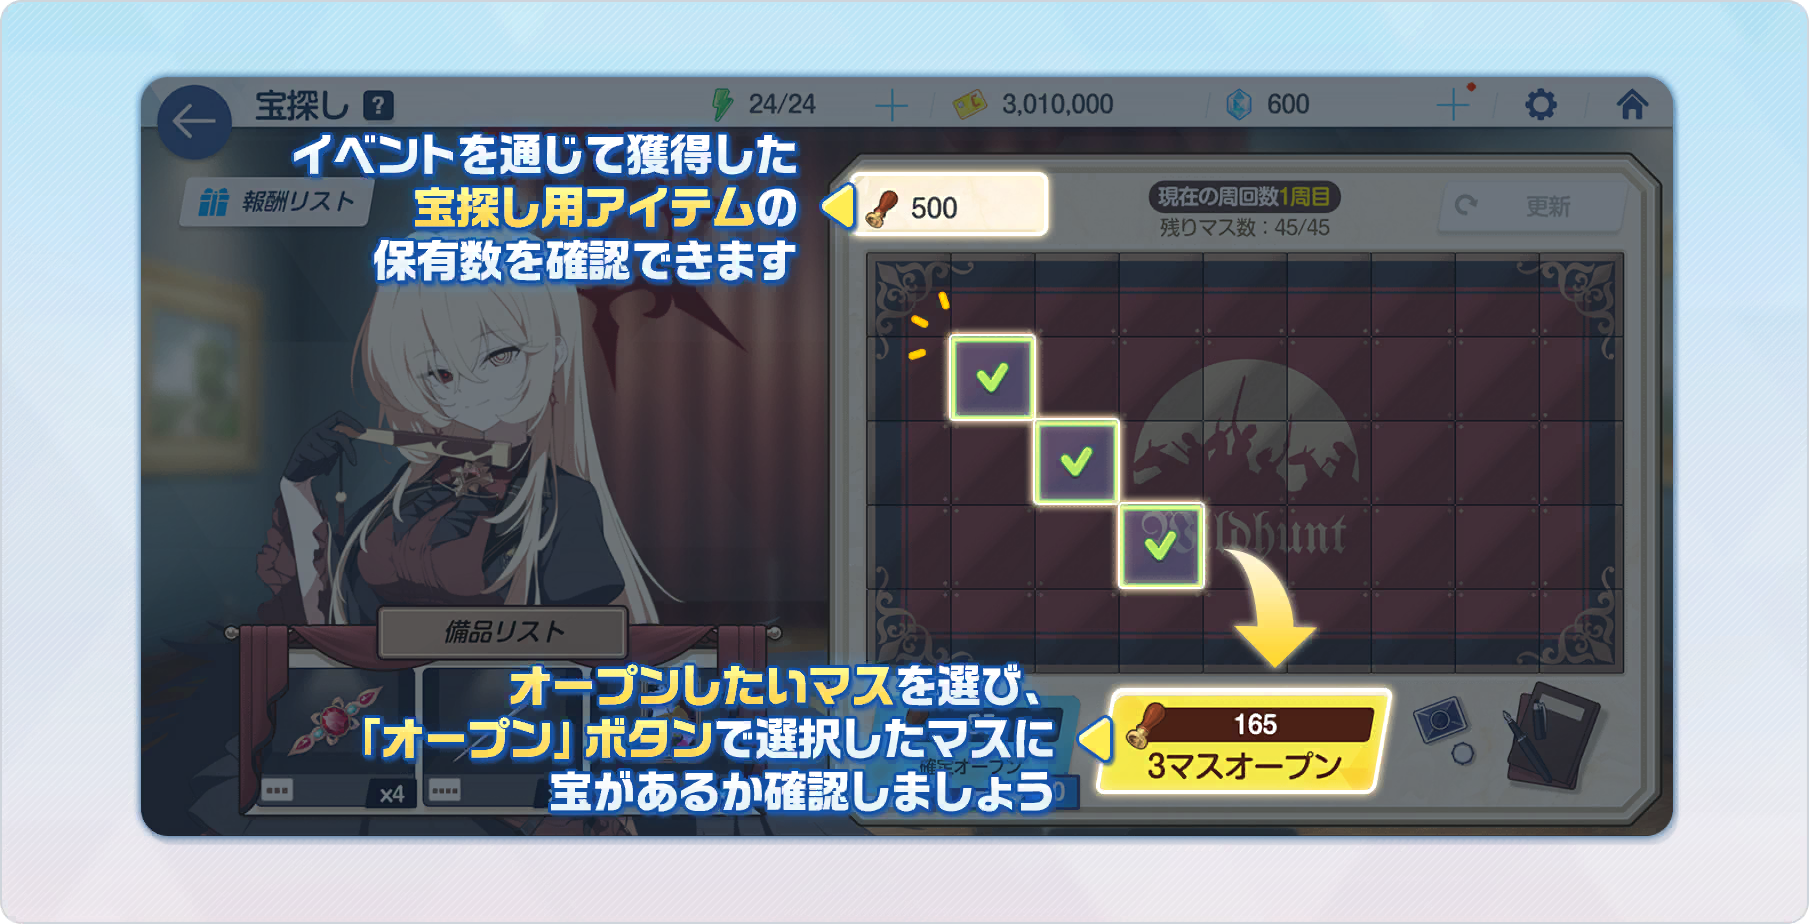 宝探し ?
24/24
3,010,000
600
イベントを通じて獲得した
宝探し用アイテムの
保有数を確認できます
報酬リスト
500
現在の周回数1周目
残りマス数：45/45
更新
Wildhunt
備品リスト
オープンしたいマスを選び、
「オープン」ボタンで選択したマスに
宝があるか確認しましょう
x4
165
3マスオープン